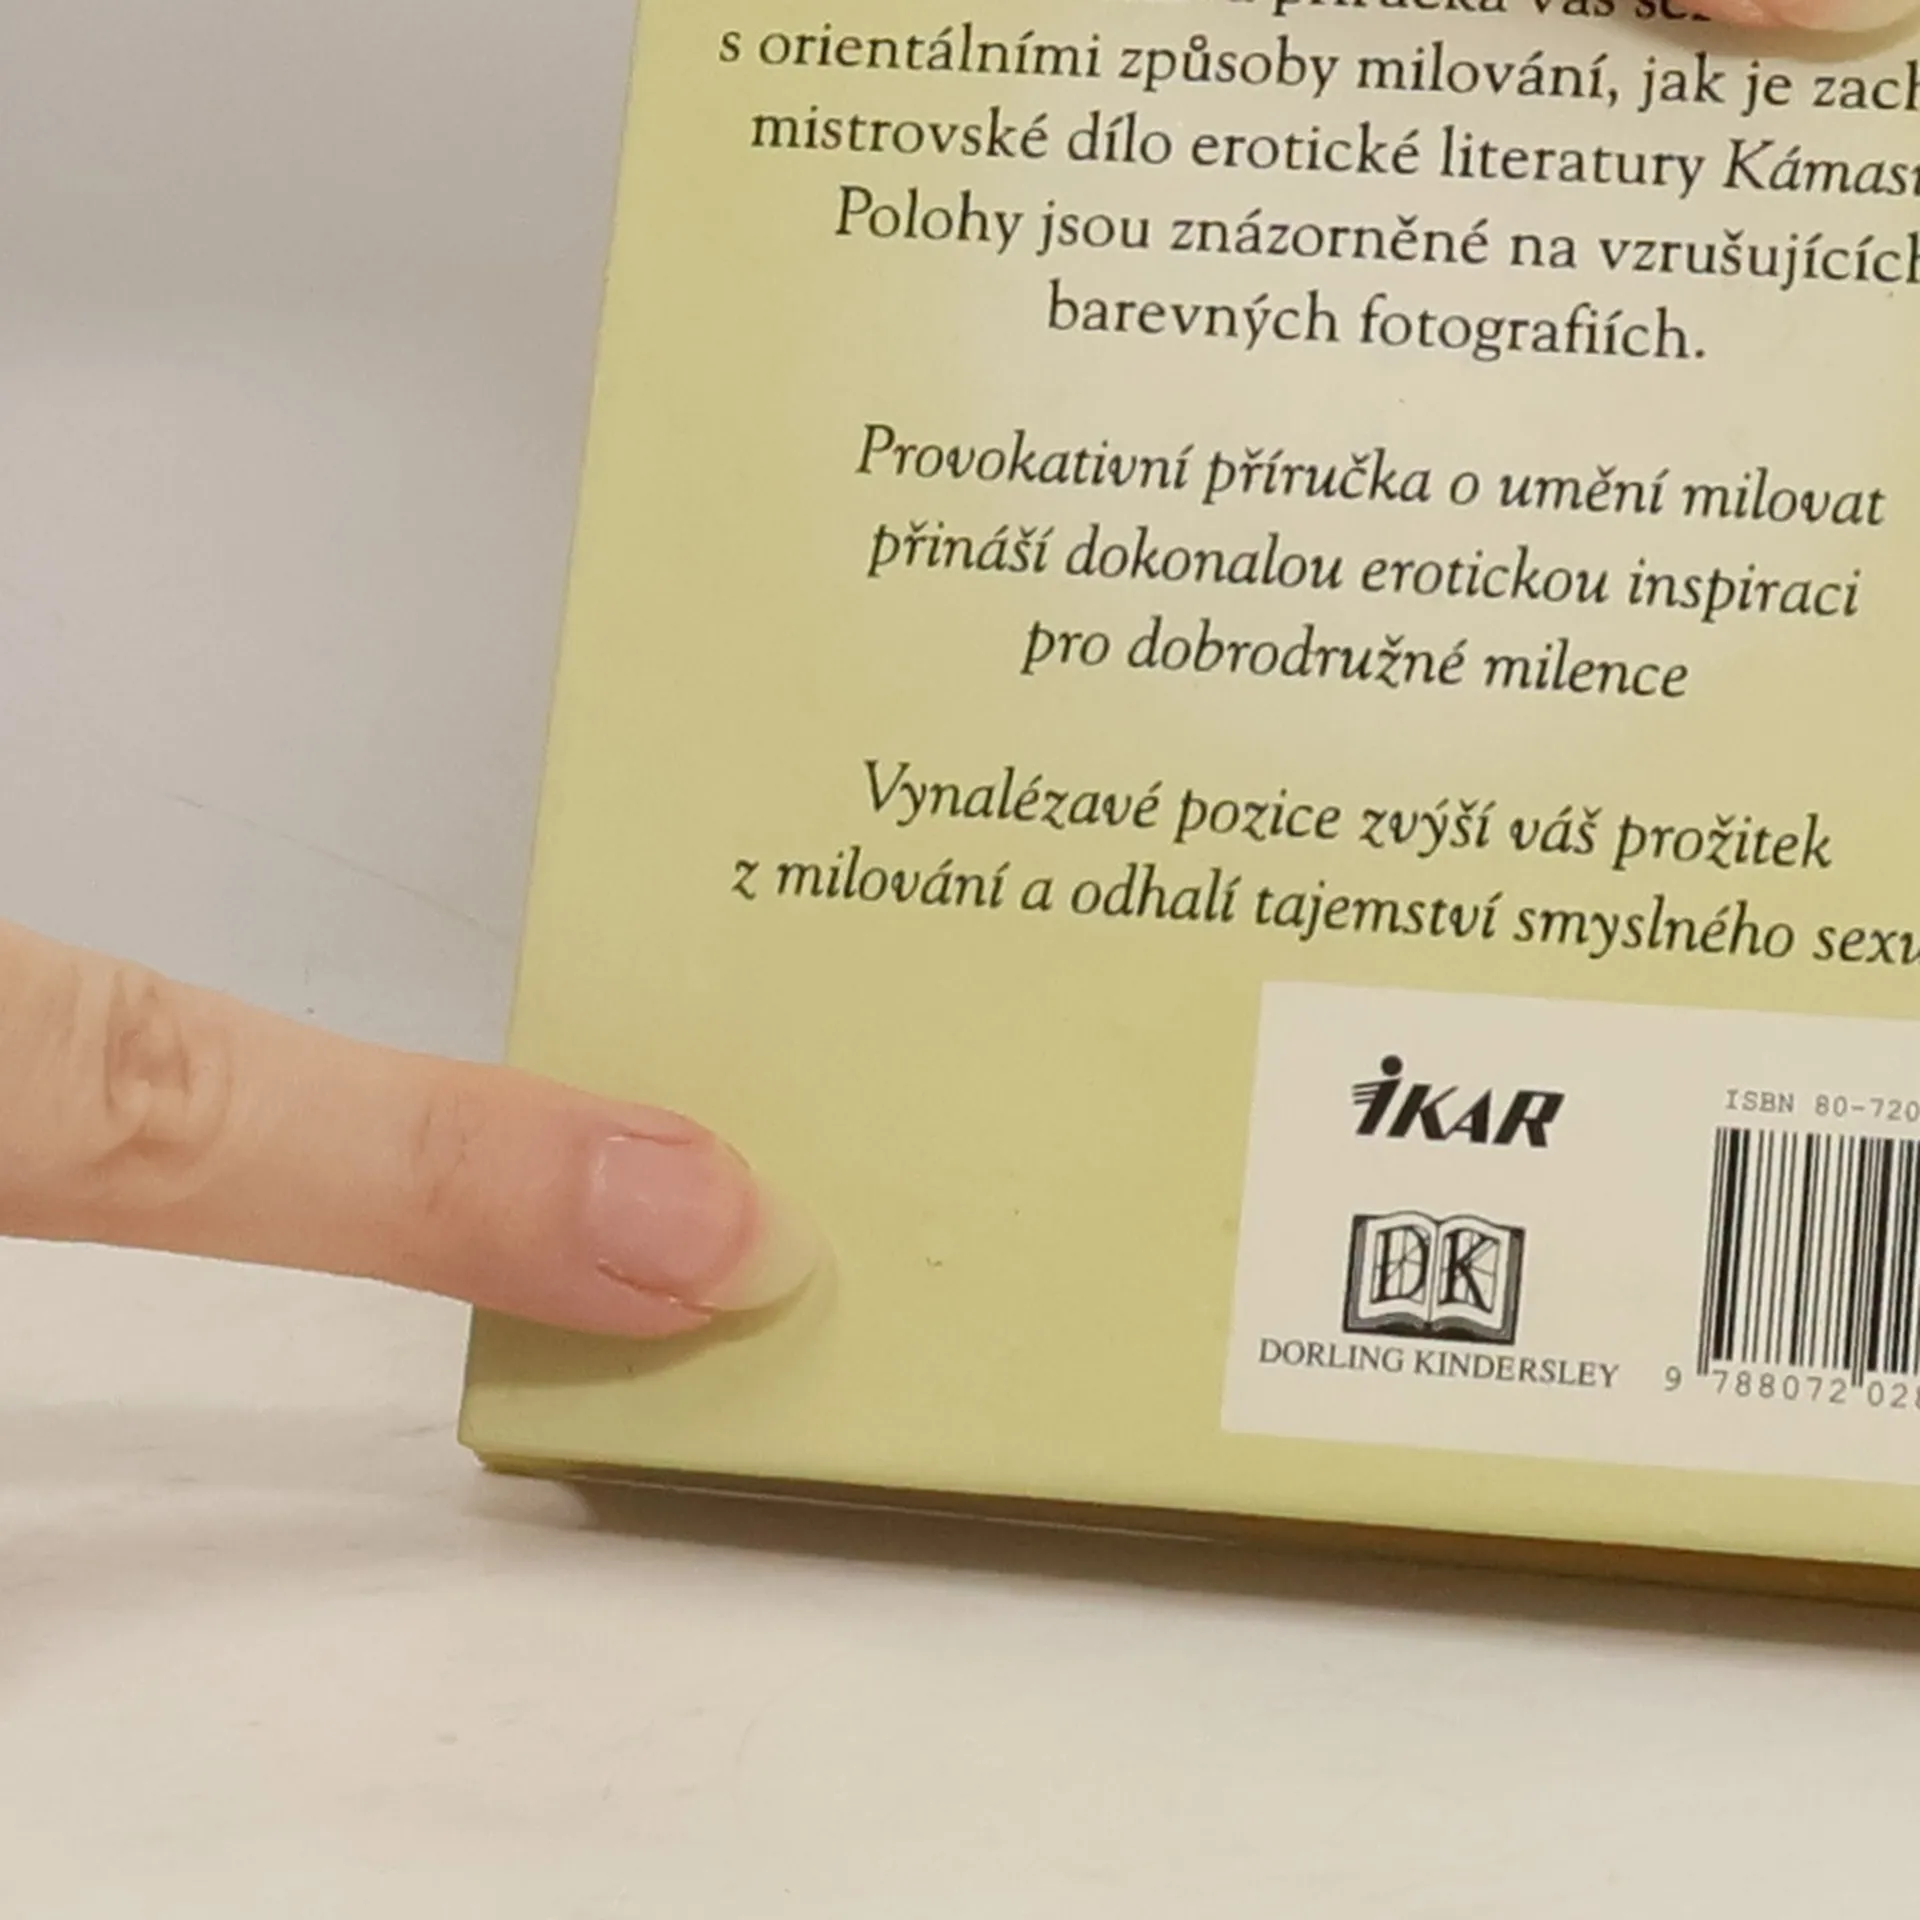 s orientálními způsoby milování, jak je
mistrovské dílo erotické literatury
Polohy jsou znázorněné na
barevných fotografiích.
Provokativní příručka o umění milovat
přináší dokonalou erotickou inspiraci
pro dobrodružné milence
Vynalézavé pozice zvýší váš prožitek
z milování a odhalí tajemství smyslného
iKAR
ISBN 80-720
DK
DORLING KINDERSLEY
9 788072 02